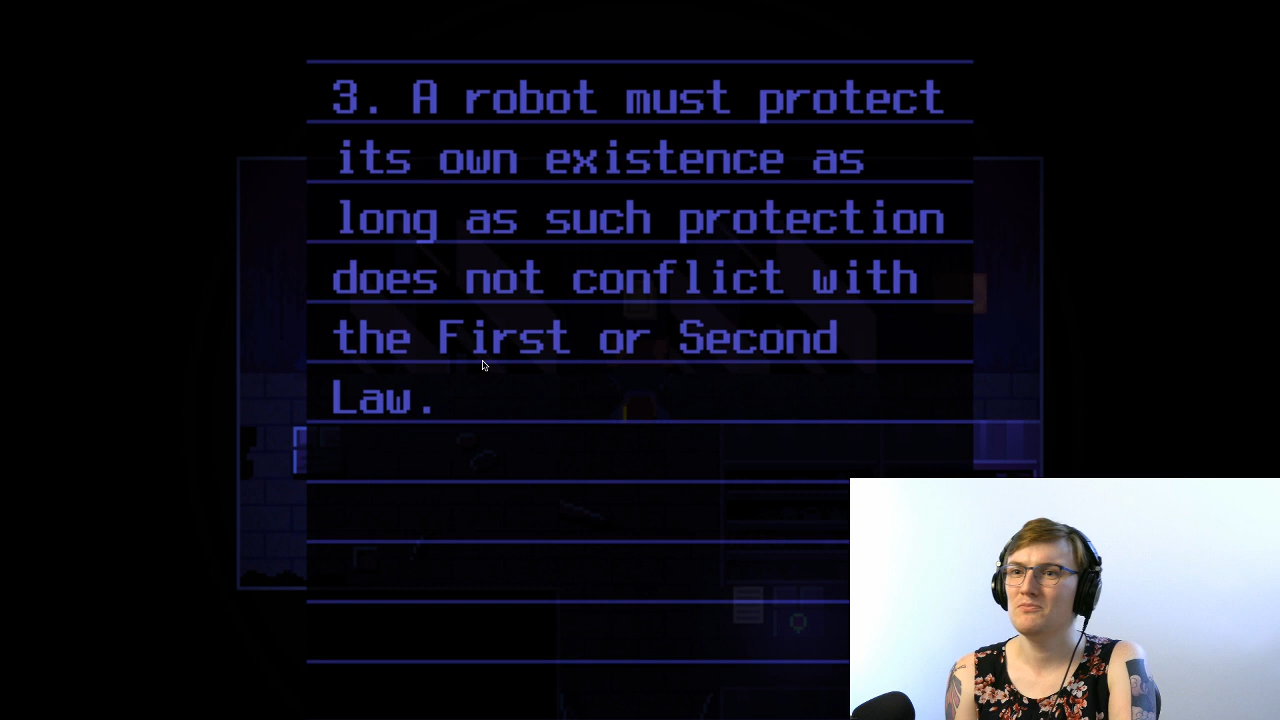 3. A robot must protect
its own existence as
long as such protection
does not conflict with
the First or Second
Law.